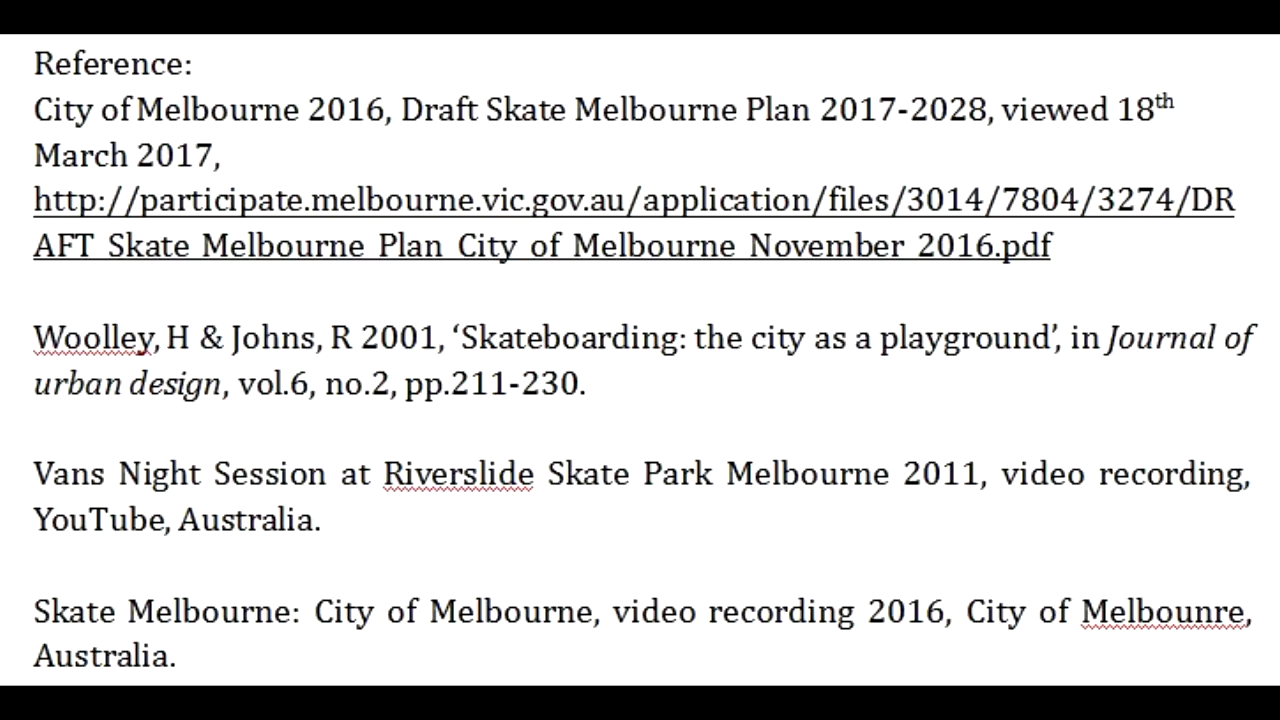 Reference:
City of Melbourne 2016, Draft Skate Melbourne Plan 2017-2028, viewed 18th
March 2017,
http://participate.melbourne.vic.gov.au/application/files/3014/7804/3274/DR
AFT_Skate_Melbourne_Plan_City_of_Melbourne_November_2016.pdf
Woolley, H & Johns, R 2001, ‘Skateboarding: the city as a playground’, in Journal of
urban design, vol.6, no.2, pp.211-230.
Vans Night Session at Riverslide Skate Park Melbourne 2011, video recording,
YouTube, Australia.
Skate Melbourne: City of Melbourne, video recording 2016, City of Melbounre,
Australia.